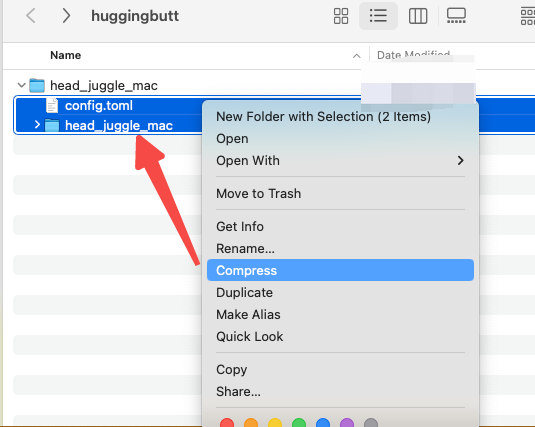 huggingbutt
Name
Date Modified
head_juggle_mac
config.toml
head_juggle_mac
New Folder with Selection (2 Items)
Open
Open With
Move to Trash
Get Info
Rename...
Compress
Duplicate
Make Alias
Quick Look
Copy
Share...